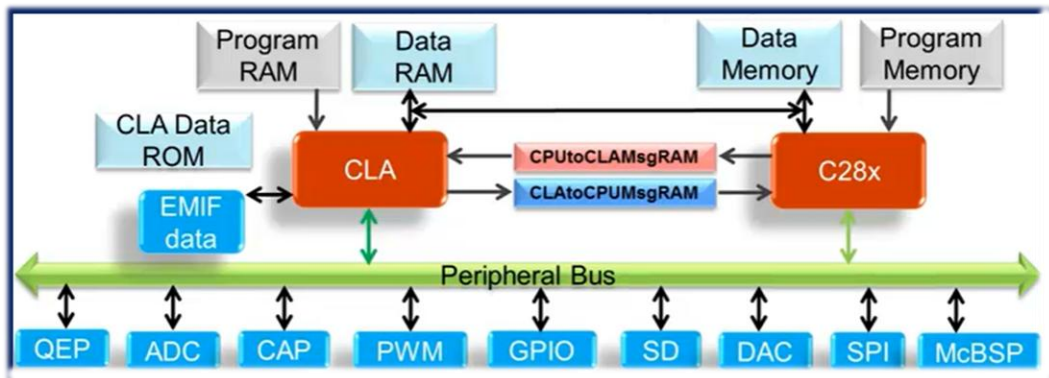 Program
RAM
Data
RAM
Data
Memory
Program
Memory
CLA Data
ROM
CLA
CPUtoCLAMsgRAM
CLAtoCPUMsgRAM
C28x
EMIF
data
Peripheral Bus
QEP
ADC
CAP
PWM
GPIO
SD
DAC
SPI
McBSP